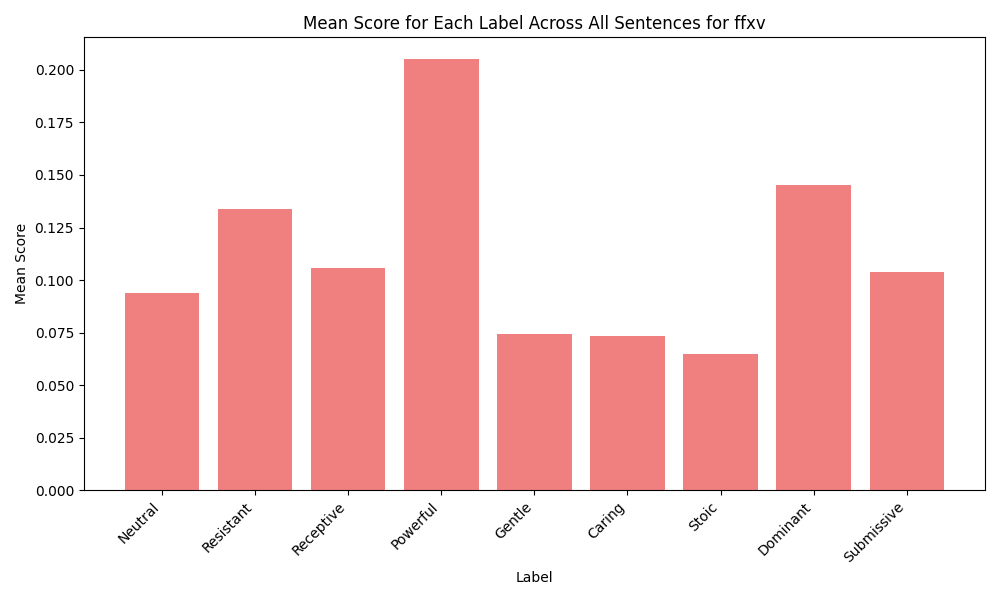 Mean Score for Each Label Across All Sentences for ffxv
0.200
0.175
0.150
0.125
0.100
0.075
0.050
0.025
0.000
Mean Score
Neutral
Resistant
Receptive
Powerful
Gentle
Caring
Stoic
Dominant
Submissive
Label